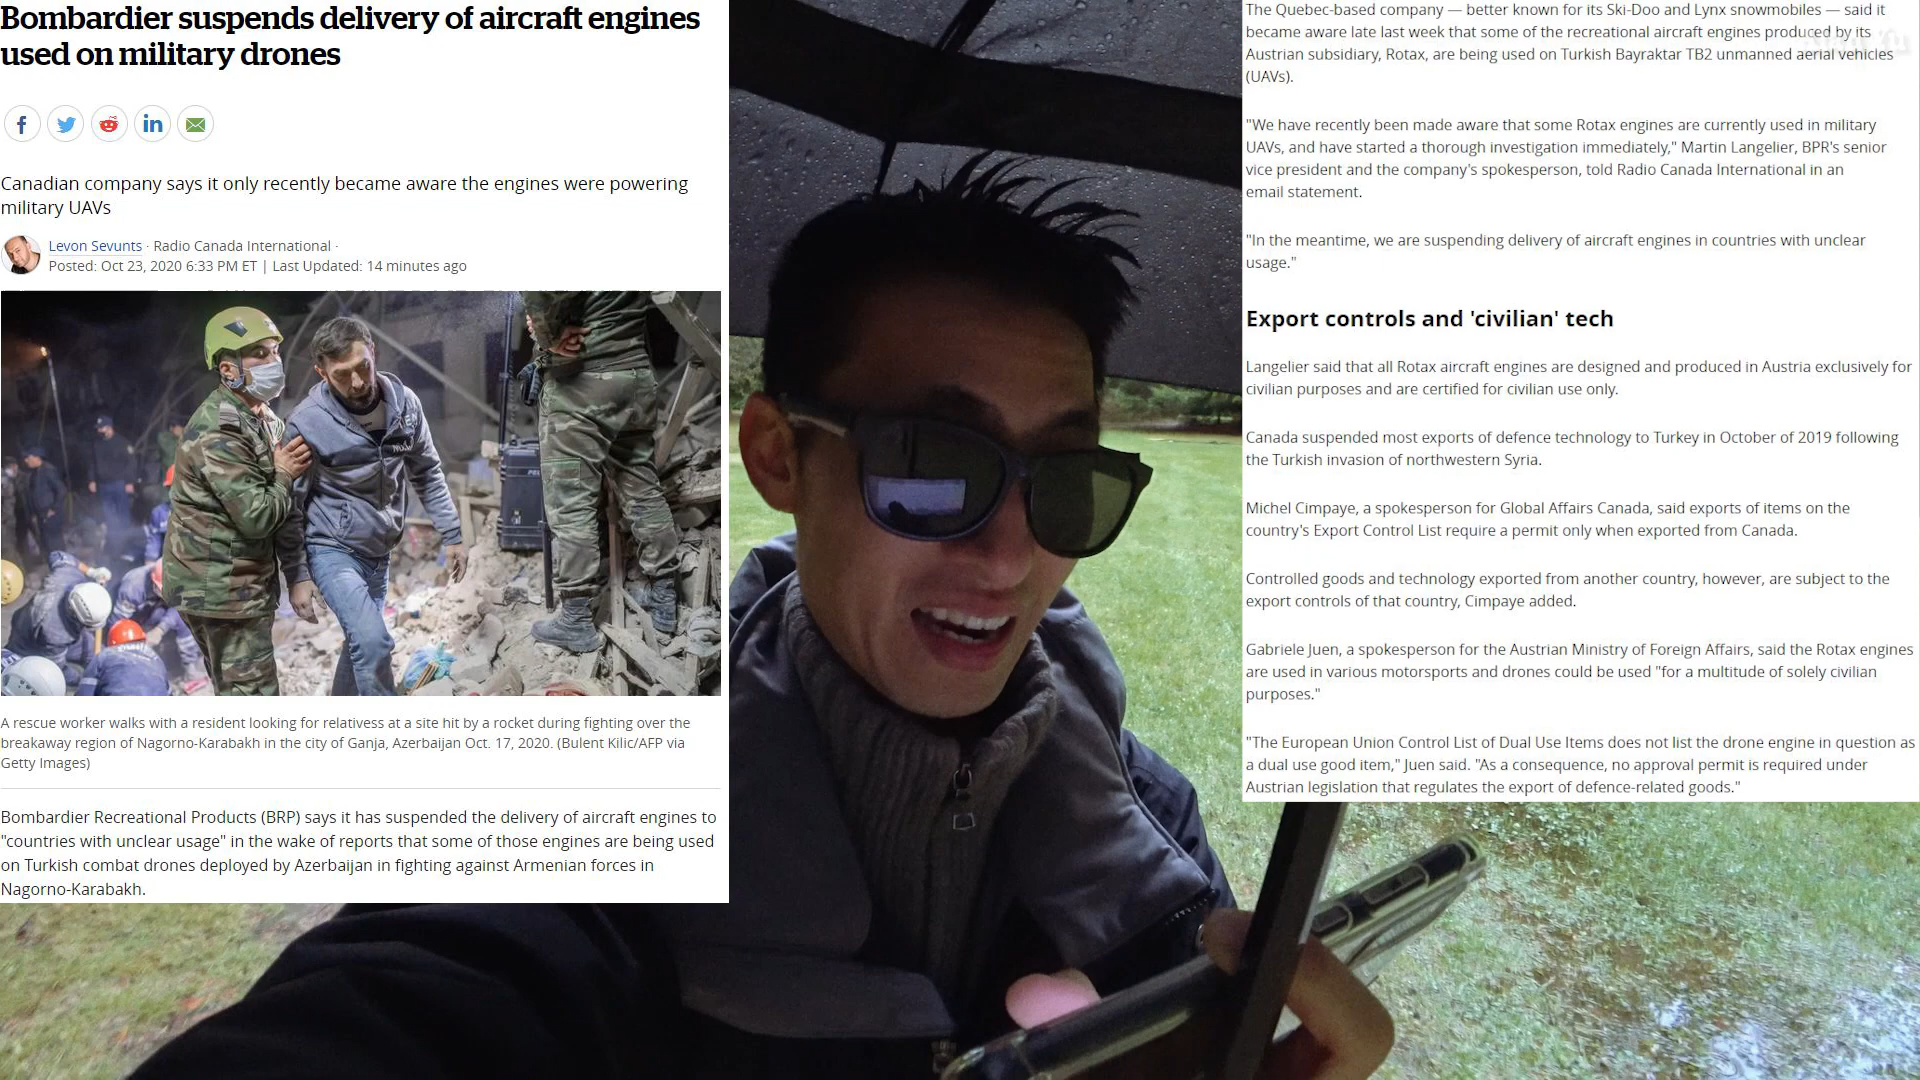 Bombardier suspends delivery of aircraft engines
used on military drones
Canadian company says it only recently became aware the engines were powering
military UAVs
Levon Sevunts · Radio Canada International ·
Posted: Oct 23, 2020 6:33 PM ET | Last Updated: 14 minutes ago
A rescue worker walks with a resident looking for relativess at a site hit by a rocket during fighting over the
breakaway region of Nagorno-Karabakh in the city of Ganja, Azerbaijan Oct. 17, 2020. (Bulent Kilic/AFP via
Getty Images)
Bombardier Recreational Products (BRP) says it has suspended the delivery of aircraft engines to
"countries with unclear usage" in the wake of reports that some of those engines are being used
on Turkish combat drones deployed by Azerbaijan in fighting against Armenian forces in
Nagorno-Karabakh.
The Quebec-based company — better known for its Ski-Doo and Lynx snowmobiles — said it
became aware late last week that some of the recreational aircraft engines produced by its
Austrian subsidiary, Rotax, are being used on Turkish Bayraktar TB2 unmanned aerial vehicles
(UAVs).
"We have recently been made aware that some Rotax engines are currently used in military
UAVs, and have started a thorough investigation immediately," Martin Langelier, BPR's senior
vice president and the company's spokesperson, told Radio Canada International in an
email statement.
"In the meantime, we are suspending delivery of aircraft engines in countries with unclear
usage."
Export controls and 'civilian' tech
Langelier said that all Rotax aircraft engines are designed and produced in Austria exclusively for
civilian purposes and are certified for civilian use only.
Canada suspended most exports of defence technology to Turkey in October of 2019 following
the Turkish invasion of northwestern Syria.
Michel Cimpaye, a spokesperson for Global Affairs Canada, said exports of items on the
country's Export Control List require a permit only when exported from Canada.
Controlled goods and technology exported from another country, however, are subject to the
export controls of that country, Cimpaye added.
Gabriele Juen, a spokesperson for the Austrian Ministry of Foreign Affairs, said the Rotax engines
are used in various motorsports and drones could be used "for a multitude of solely civilian
purposes."
"The European Union Control List of Dual Use Items does not list the drone engine in question as
a dual use good item," Juen said. "As a consequence, no approval permit is required under
Austrian legislation that regulates the export of defence-related goods."